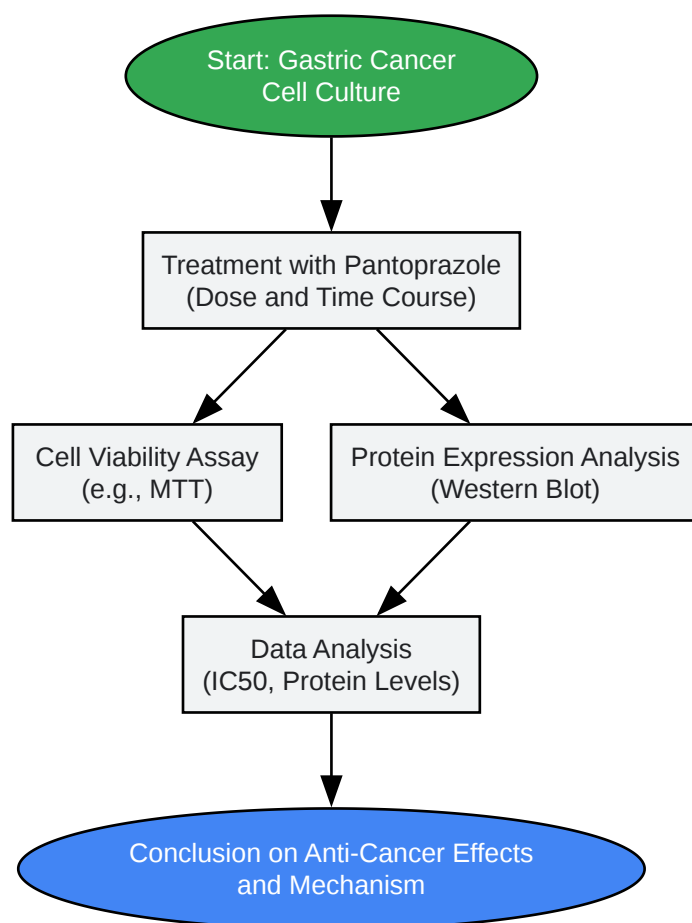 Start: Gastric Cancer
Cell Culture
Treatment with Pantoprazole
(Dose and Time Course)
Cell Viability Assay
(e.g., MTT)
Protein Expression Analysis
(Western Blot)
Data Analysis
(IC50, Protein Levels)
Conclusion on Anti-Cancer Effects
and Mechanism